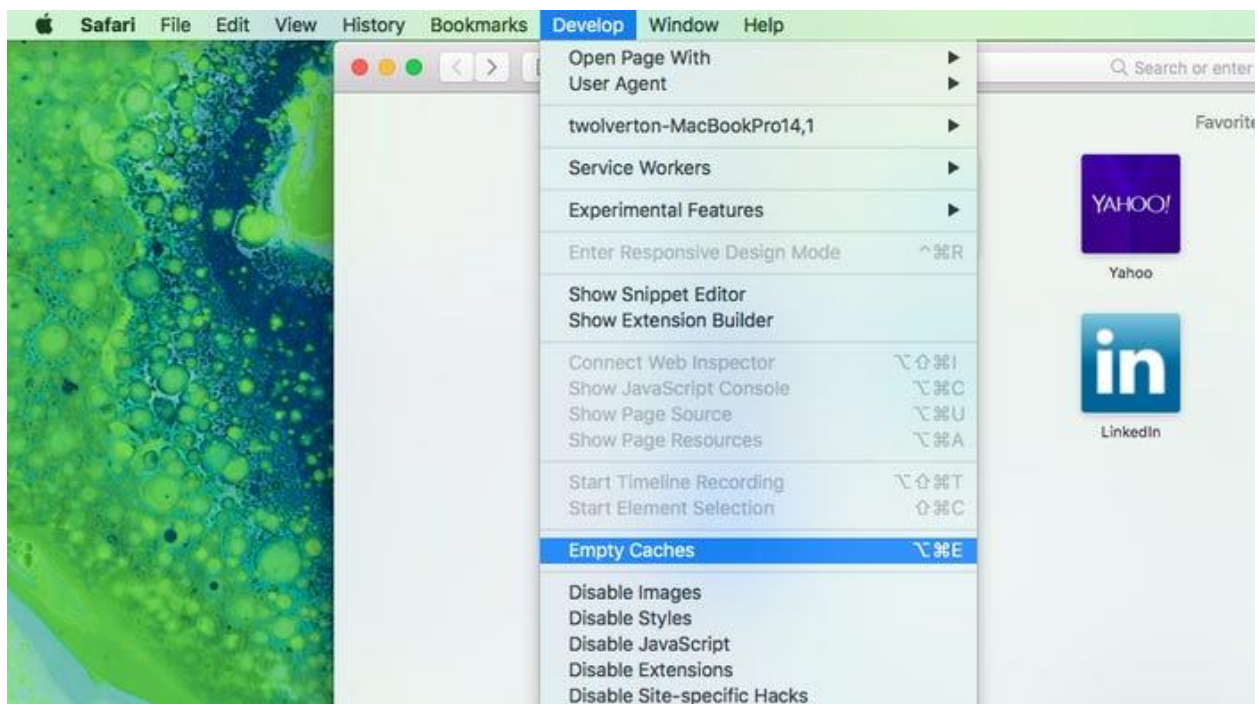 Safari File Edit View History Bookmarks Develop Window Help
Open Page With
User Agent
twolverton-MacBookPro14,1
Service Workers
Experimental Features
Enter Responsive Design Mode ^⌘R
Show Snippet Editor
Show Extension Builder
Connect Web Inspector ⌥⇧⌘I
Show JavaScript Console ⌥⌘C
Show Page Source ⌥⌘U
Show Page Resources ⌥⌘A
Start Timeline Recording ⌥⇧⌘T
Start Element Selection ⇧⌘C
Empty Caches ⌥⌘E
Disable Images
Disable Styles
Disable JavaScript
Disable Extensions
Disable Site-specific Hacks
Search or enter
Favorite
YAHOO!
Yahoo
in
LinkedIn